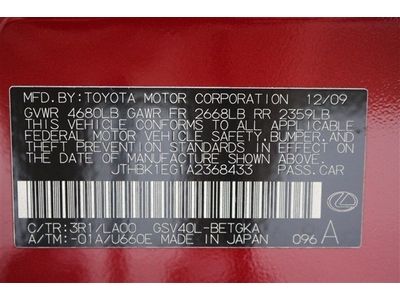 MFD.BY:TOYOTA MOTOR CORPORATION 12/09
GVWR 4680LB GAWR FR 2668LB RR 2359LB
THIS VEHICLE CONFORMS TO ALL APPLICABLE
FEDERAL MOTOR VEHICLE SAFETY, BUMPER, AND
THEFT PREVENTION STANDARDS IN EFFECT ON
THE DATE OF MANUFACTURE SHOWN ABOVE.
JTHBK1EG1A2368433 PASS.CAR
C/TR:3R1/LA00 GSV40L-BETGKA
A/TM:-01A/U660E MADE IN JAPAN 096A